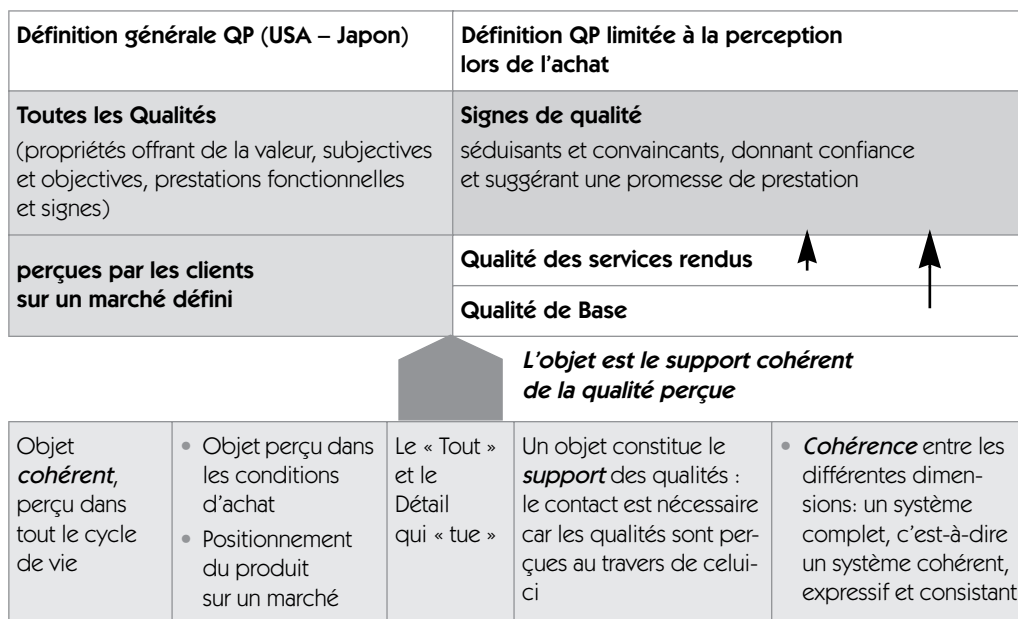 Définition générale QP (USA – Japon)
Définition QP limitée à la perception
lors de l'achat
Toutes les Qualités
(propriétés offrant de la valeur, subjectives
et objectives, prestations fonctionnelles
et signes)
Signes de qualité
séduisants et convaincants, donnant confiance
et suggérant une promesse de prestation
perçues par les clients
sur un marché défini
Qualité des services rendus
Qualité de Base
L'objet est le support cohérent
de la qualité perçue
Objet
cohérent,
perçu dans
tout le cycle
de vie
• Objet perçu dans
les conditions
d'achat
• Positionnement
du produit
sur un marché
Le « Tout »
et le
Détail
qui « tue »
Un objet constitue le
support des qualités :
le contact est nécessaire
car les qualités sont per-
çues au travers de celui-
ci
• Cohérence entre les
différentes dimen-
sions: un système
complet, c'est-à-dire
un système cohérent,
expressif et consistant